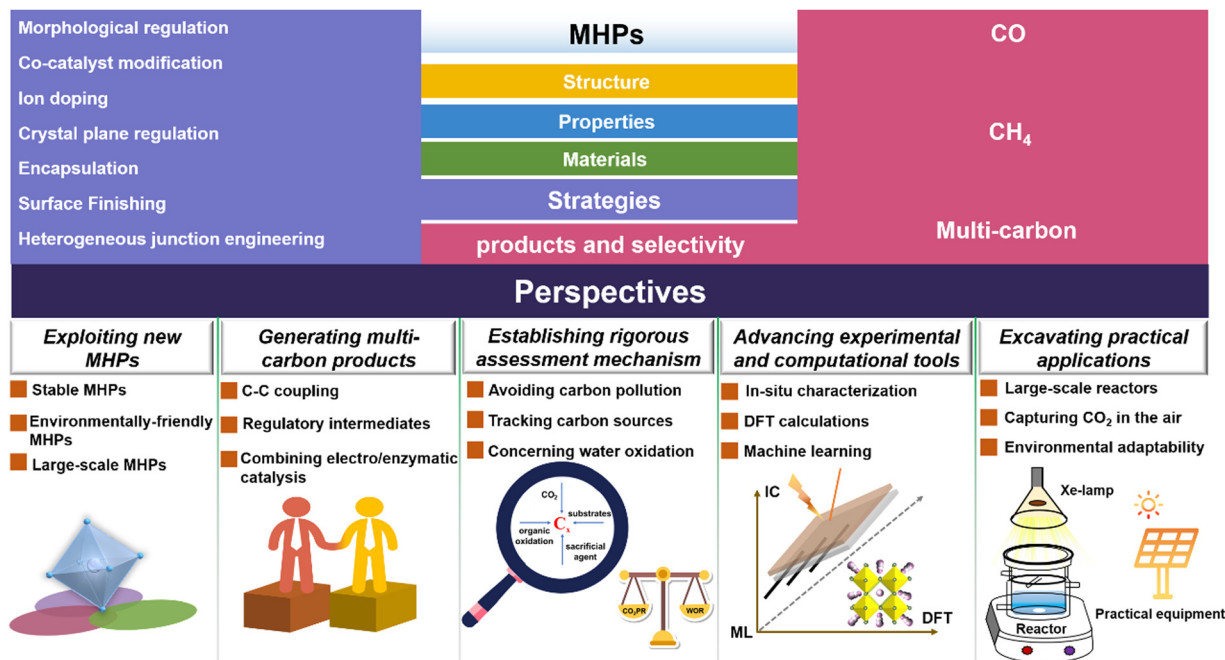 Morphological regulation
Co-catalyst modification
Ion doping
Crystal plane regulation
Encapsulation
Surface Finishing
Heterogeneous junction engineering
MHPs
Structure
Properties
Materials
Strategies
products and selectivity
CO
CH₄
Multi-carbon
Perspectives
Exploiting new
MHPs
Stable MHPs
Environmentally-friendly
MHPs
Large-scale MHPs
Generating multi-
carbon products
C-C coupling
Regulatory intermediates
Combining electro/enzymatic
catalysis
Establishing rigorous
assessment mechanism
Avoiding carbon pollution
Tracking carbon sources
Concerning water oxidation
CO₂
substrates
organic
oxidation
Cₓ
sacrificial
agent
CO₂PR
WOR
Advancing experimental
and computational tools
In-situ characterization
DFT calculations
Machine learning
IC
ML
DFT
Excavating practical
applications
Large-scale reactors
Capturing CO₂ in the air
Environmental adaptability
Xe-lamp
Practical equipment
Reactor